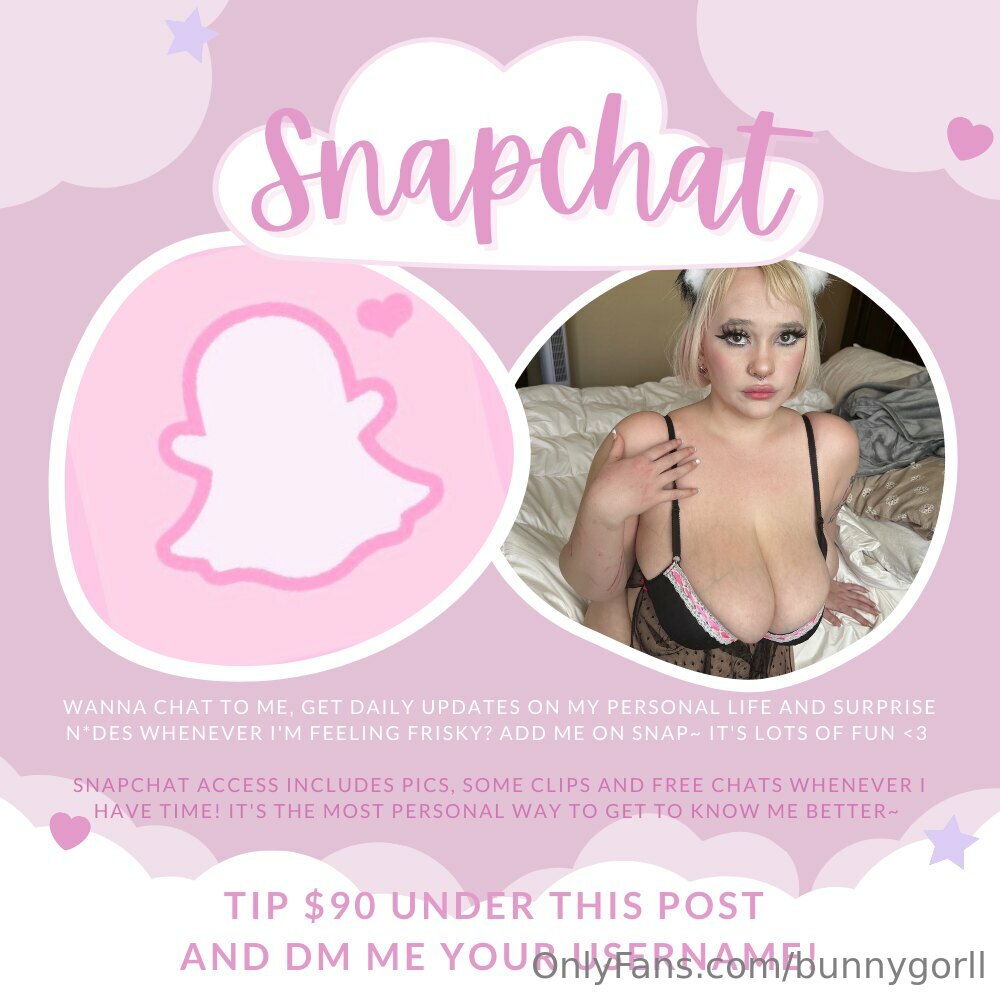 Snapchat
WANNA CHAT TO ME, GET DAILY UPDATES ON MY PERSONAL LIFE AND SURPRISE
N*DES WHENEVER I'M FEELING FRISKY? ADD ME ON SNAP~ IT'S LOTS OF FUN <3
SNAPCHAT ACCESS INCLUDES PICS, SOME CLIPS AND FREE CHATS WHENEVER I
HAVE TIME! IT'S THE MOST PERSONAL WAY TO GET TO KNOW ME BETTER~
TIP $90 UNDER THIS POST
AND DM ME YOUR USERNAME!
OnlyFans.com/bunnygorll